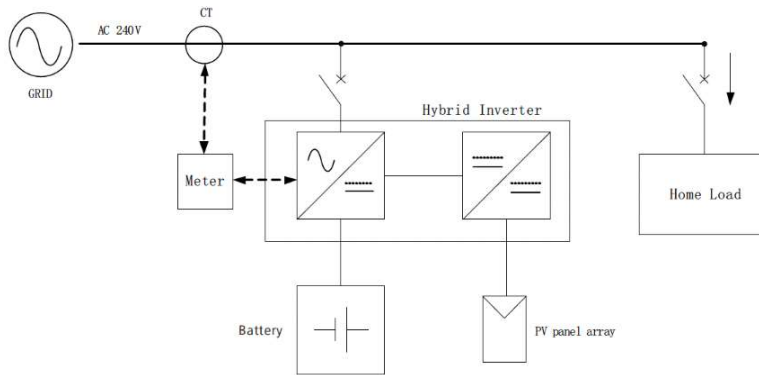 CT
AC 240V
GRID
Hybrid Inverter
Meter
Home Load
Battery
PV panel array